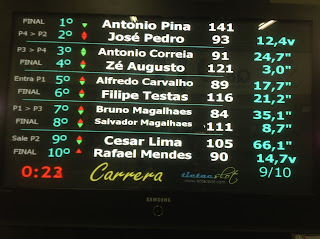 FINAL 1º Antonio Pina 141
P4 > P2 2º José Pedro 93 12,4v
P3 > P4 3º Antonio Correia 91 24,7"
FINAL 4º Zé Augusto 121 3,0"
Entra P1 5º Alfredo Carvalho 89 17,7"
FINAL 6º Filipe Testas 116 21,2"
P1 > P3 7º Bruno Magalhaes 84 35,1"
FINAL 8º Salvador Magalhaes 111 8,7"
Sale P2 9º Cesar Lima 105 66,1"
FINAL 10º Rafael Mendes 90 14,7v
0:23 Carrera tictacslot 9/10
SAMSUNG